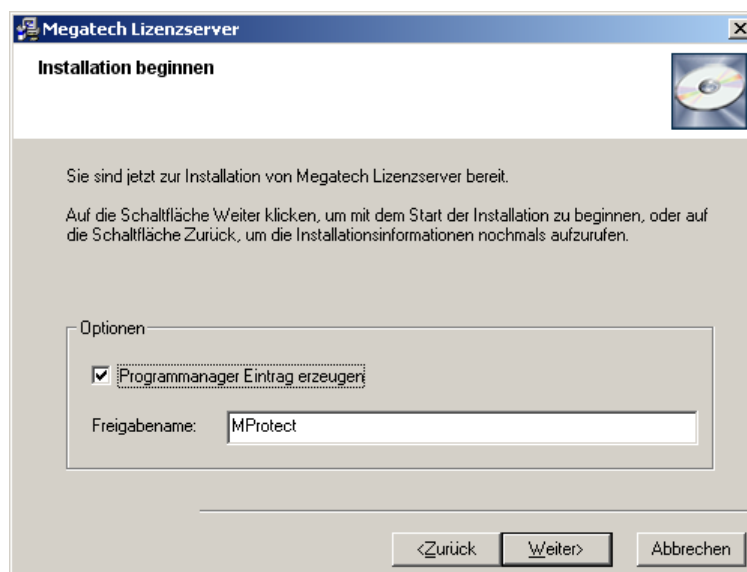 Megatech Lizenzserver
Installation beginnen
Sie sind jetzt zur Installation von Megatech Lizenzserver bereit.
Auf die Schaltfläche Weiter klicken, um mit dem Start der Installation zu beginnen, oder auf
die Schaltfläche Zurück, um die Installationsinformationen nochmals aufzurufen.
Optionen
Programmanager Eintrag erzeugen
Freigabename: MProtect
<Zurück Weiter> Abbrechen